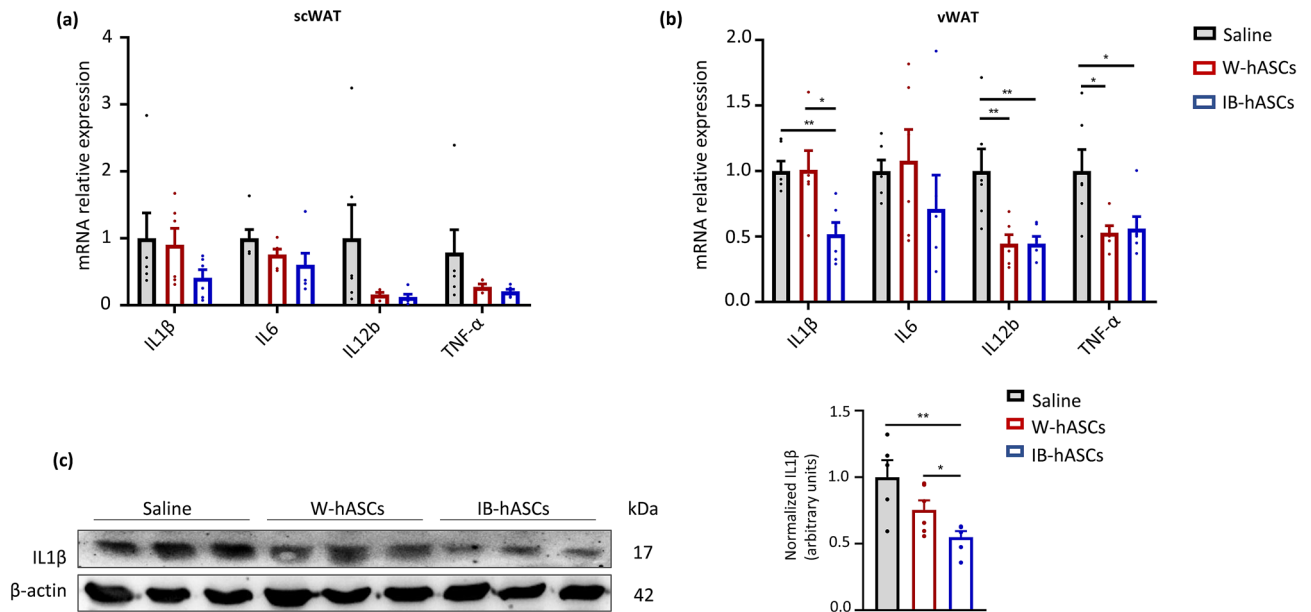 (a)
scWAT
mRNA relative expression
4
3
2
1
0
IL1β
IL6
IL12b
TNF-α
(b)
vWAT
mRNA relative expression
2.0
1.5
1.0
0.5
0.0
*
**
**
**
*
*
IL1β
IL6
IL12b
TNF-α
Saline
W-hASCs
IB-hASCs
(c)
Saline
W-hASCs
IB-hASCs
kDa
IL1β
17
β-actin
42
Normalized IL1β
(arbitrary units)
1.5
1.0
0.5
0.0
**
*
Saline
W-hASCs
IB-hASCs